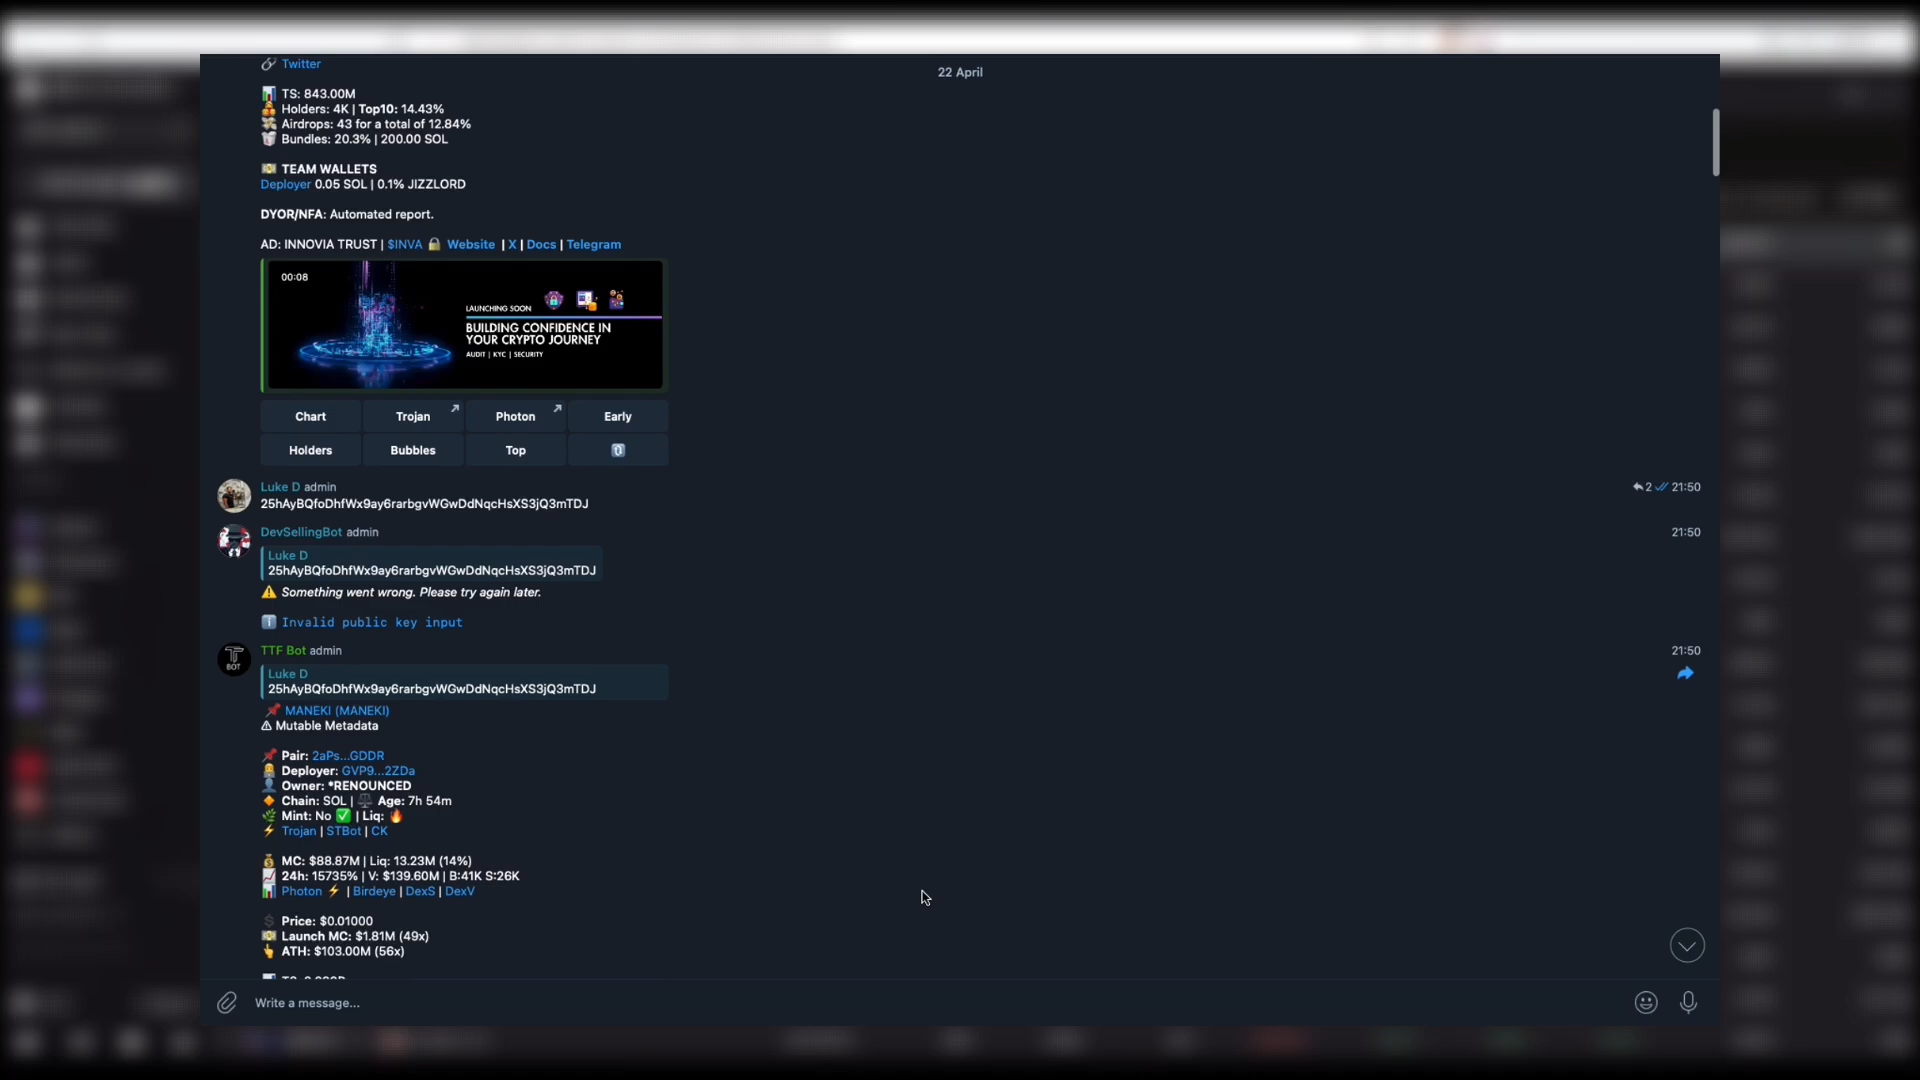 Twitter
22 April
TS: 843.00M
Holders: 4K | Top10: 14.43%
Airdrops: 43 for a total of 12.84%
Bundles: 20.3% | 200.00 SOL
TEAM WALLETS
Deployer 0.05 SOL | 0.1% JIZZLORD
DYOR/NFA: Automated report.
AD: INNOVIA TRUST | $INVA 🔒 Website | X | Docs | Telegram
00:08
LAUNCHING SOON
BUILDING CONFIDENCE IN
YOUR CRYPTO JOURNEY
AUDIT | KYC | SECURITY
Chart Trojan Photon Early
Holders Bubbles Top
Luke D admin 2 21:50
25hAyBQfoDhfWx9ay6rarbgvWGwDdNqcHsXS3jQ3mTDJ
DevSellingBot admin 21:50
Luke D
25hAyBQfoDhfWx9ay6rarbgvWGwDdNqcHsXS3jQ3mTDJ
⚠️ Something went wrong. Please try again later.
ℹ️ Invalid public key input
T BOT
TTF Bot admin 21:50
Luke D
25hAyBQfoDhfWx9ay6rarbgvWGwDdNqcHsXS3jQ3mTDJ
MANEKI (MANEKI)
⚠ Mutable Metadata
Pair: 2aPs...GDDR
Deployer: GVP9...2ZDa
Owner: *RENOUNCED
Chain: SOL | Age: 7h 54m
Mint: No ✅ | Liq: 🔥
⚡ Trojan | STBot | CK
MC: $88.87M | Liq: 13.23M (14%)
24h: 15735% | V: $139.60M | B:41K S:26K
Photon ⚡ | Birdeye | DexS | DexV
Price: $0.01000
Launch MC: $1.81M (49x)
ATH: $103.00M (56x)
Write a message...